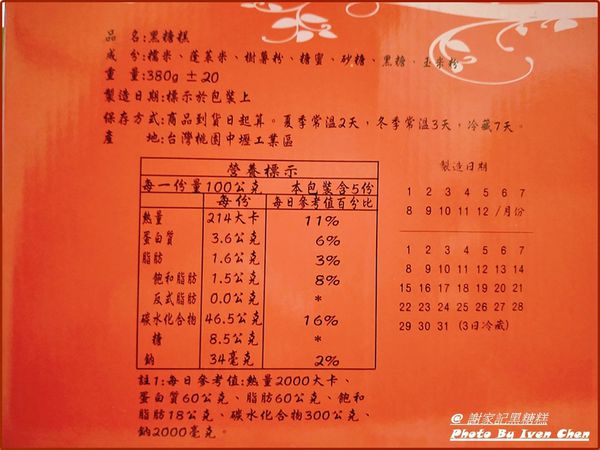 品　名:黑糖糕
成　份:糯米、蓬萊米、樹薯粉、糖蜜、砂糖、黑糖、玉米粉
重　量:380g ±20
製造日期:標示於包裝上
保存方式:商品到貨日起算。夏季常溫2天，冬季常溫3天，冷藏7天。
產　地:台灣桃園中壢工業區
營養標示
每一份量100公克　本包裝含5份
每份　每日參考值百分比
熱量　214大卡　11%
蛋白質　3.6公克　6%
脂肪　1.6公克　3%
飽和脂肪　1.5公克　8%
反式脂肪　0.0公克　*
碳水化合物　46.5公克　16%
糖　8.5公克　*
鈉　34毫克　2%
註1:每日參考值:熱量2000大卡、
蛋白質60公克、脂肪60公克、飽和
脂肪18公克、碳水化合物300公克、
鈉2000毫克。
製造日期
1 2 3 4 5 6 7
8 9 10 11 12 /月份
1 2 3 4 5 6 7
8 9 10 11 12 13 14
15 16 17 18 19 20 21
22 23 24 25 26 27 28
29 30 31 (3日冷藏)
@ 謝家記黑糖糕
Photo By Iven Chen